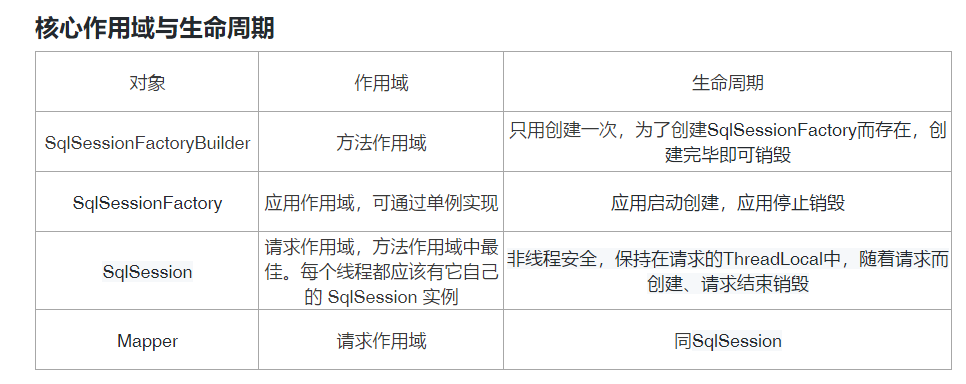 核心作用域与生命周期
对象 作用域 生命周期
SqlSessionFactoryBuilder 方法作用域 只用创建一次，为了创建SqlSessionFactory而存在，创
建完毕即可销毁
SqlSessionFactory 应用作用域，可通过单例实现 应用启动创建，应用停止销毁
SqlSession
请求作用域，方法作用域中最
佳。每个线程都应该有它自己
的 SqlSession 实例
非线程安全，保持在请求的ThreadLocal中，随着请求而
创建、请求结束销毁
Mapper 请求作用域 同SqlSession